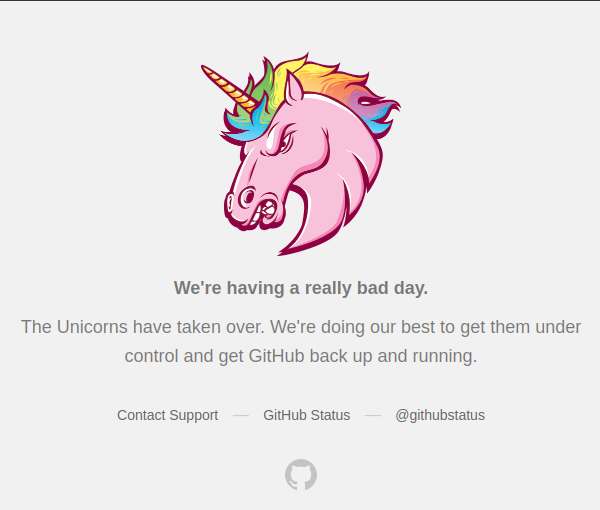 We're having a really bad day.
The Unicorns have taken over. We're doing our best to get them under
control and get GitHub back up and running.
Contact Support — GitHub Status — @githubstatus